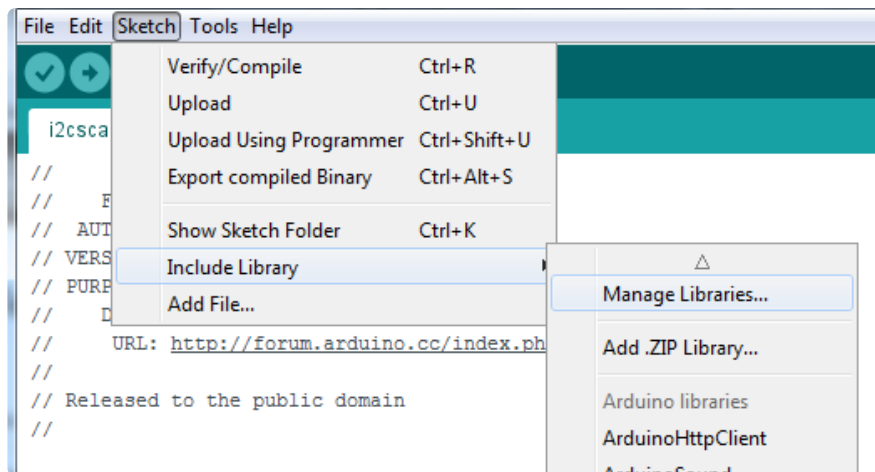 File Edit Sketch Tools Help
Verify/Compile Ctrl+R
Upload Ctrl+U
i2csca
Upload Using Programmer Ctrl+Shift+U
//
Export compiled Binary Ctrl+Alt+S
// F
// AUT
Show Sketch Folder Ctrl+K
// VERS
Include Library
Manage Libraries...
// PURP
Add File...
// D
// URL: http://forum.arduino.cc/index.ph
Add .ZIP Library...
//
// Released to the public domain
Arduino libraries
//
ArduinoHttpClient
ArduinoSound